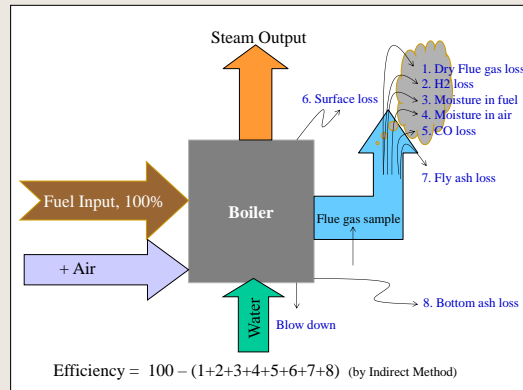 Steam Output
1. Dry Flue gas loss
2. H2 loss
3. Moisture in fuel
4. Moisture in air
5. CO loss
6. Surface loss
7. Fly ash loss
Fuel Input, 100%
Boiler
Flue gas sample
+ Air
Water
Blow down
8. Bottom ash loss
Efficiency = 100 – (1+2+3+4+5+6+7+8) (by Indirect Method)